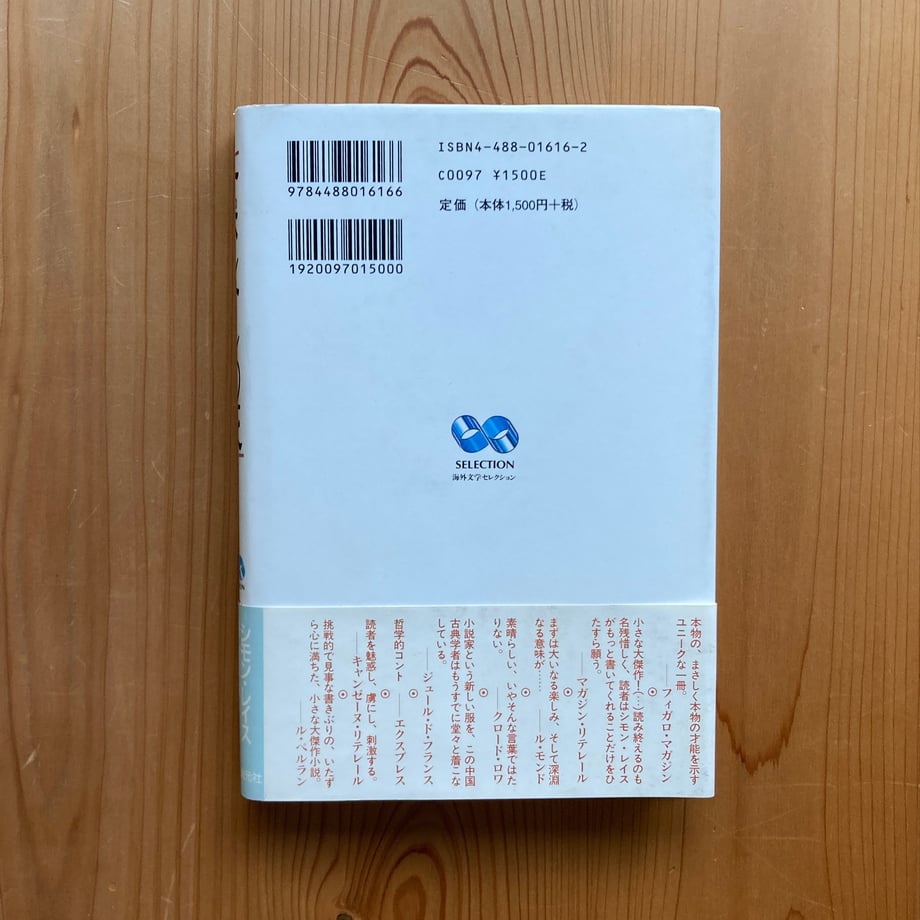 ISBN4-488-01616-2
9784488016166
C0097 ¥1500E
定価（本体1,500円＋税）
1920097015000
SELECTION
海外文学セレクション
本物の、まさしく本物の才能を示す
ユニークな一冊。
――フィガロ・マガジン
小さな大傑作！（…）読み終えるのも
名残惜しく、読者はシモン・レイス
がもっと書いてくれることだけをひ
たすら願う。
――マガジン・リテレール
まずは大いなる楽しみ、そして深淵
なる意味が……
――ル・モンド
素晴らしい、いやそんな言葉ではた
りない。
――クロード・ロワ
小説家という新しい服を、この中国
古典学者はもうすでに堂々と着こな
している。
――ジュール・ド・フランス
哲学的コント
――エクスプレス
読者を魅惑し、虜にし、刺激する。
――キャンゼーヌ・リテレール
挑戦的で見事な書きぶりの、いたず
ら心に満ちた、小さな大傑作小説。
――ル・ベルラン
シモン・レイス